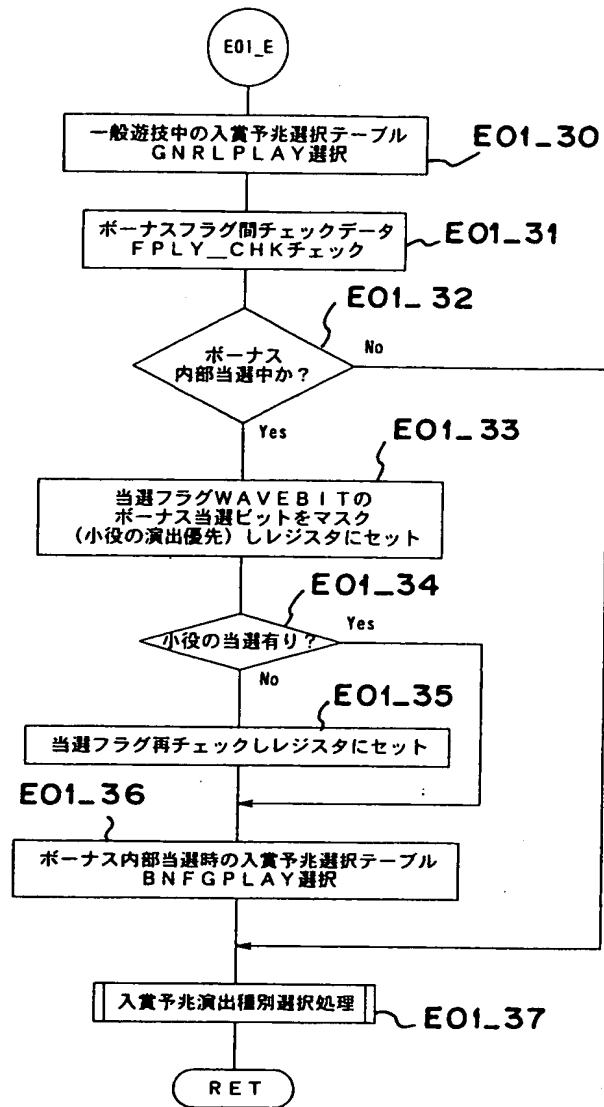 E01_E
一般遊技中の入賞予兆選択テーブル
GNRLPLAY選択
E01_30
ボーナスフラグ間チェックデータ
FPLY__CHKチェック
E01_31
E01_32
ボーナス
内部当選中か？
No
Yes
E01_33
当選フラグWAVEBITの
ボーナス当選ビットをマスク
（小役の演出優先）しレジスタにセット
E01_34
小役の当選有り？
Yes
No
E01_35
当選フラグ再チェックしレジスタにセット
E01_36
ボーナス内部当選時の入賞予兆選択テーブル
BNFGPLAY選択
入賞予兆演出種別選択処理
E01_37
RET